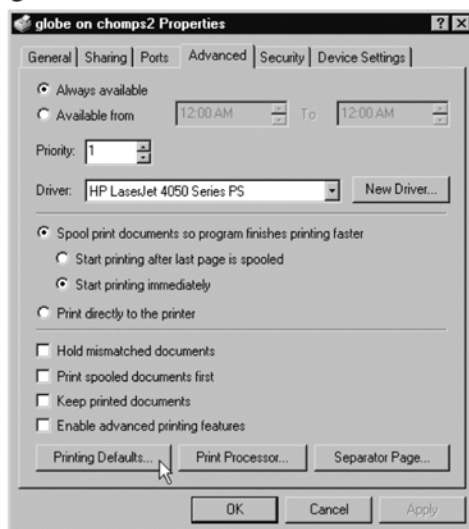 globe on chomps2 Properties
General Sharing Ports Advanced Security Device Settings
Always available
Available from 12:00 AM To 12:00 AM
Priority: 1
Driver: HP LaserJet 4050 Series PS New Driver...
Spool print documents so program finishes printing faster
Start printing after last page is spooled
Start printing immediately
Print directly to the printer
Hold mismatched documents
Print spooled documents first
Keep printed documents
Enable advanced printing features
Printing Defaults... Print Processor... Separator Page...
OK Cancel Apply